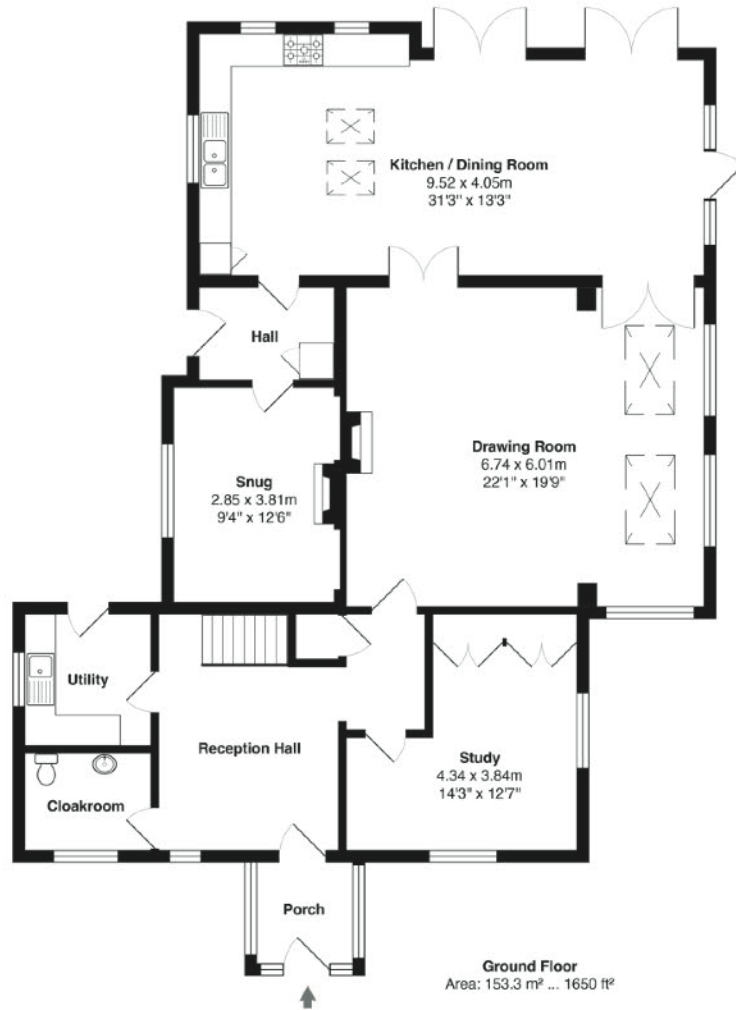 Kitchen / Dining Room
9.52 x 4.05m
31'3" x 13'3"
Hall
Drawing Room
6.74 x 6.01m
22'1" x 19'9"
Snug
2.85 x 3.81m
9'4" x 12'6"
Utility
Reception Hall
Study
4.34 x 3.84m
14'3" x 12'7"
Cloakroom
Porch
Ground Floor
Area: 153.3 m² ... 1650 ft²